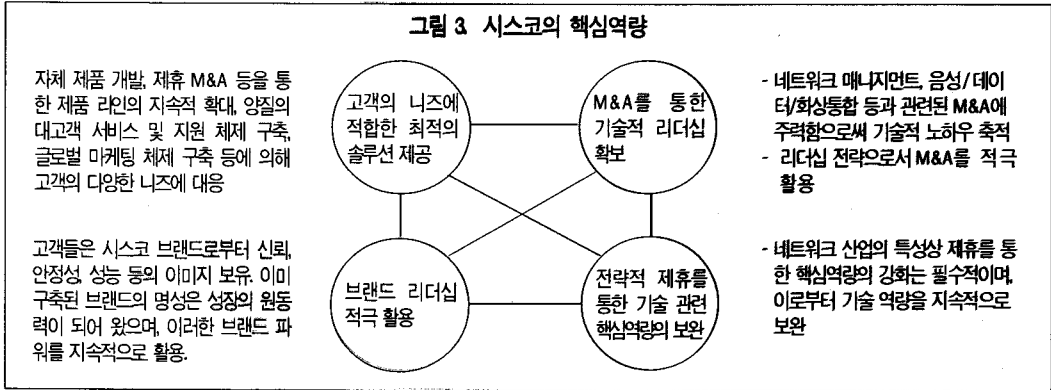 그림 3. 시스코의 핵심역량
자체 제품 개발, 제휴 M&A 등을 통
한 제품 라인의 지속적 확대, 양질의
대고객 서비스 및 지원 체제 구축,
글로벌 마케팅 체제 구축 등에 의해
고객의 다양한 니즈에 대응
고객의 니즈에
적합한 최적의
솔루션 제공
M&A를 통한
기술적 리더십
확보
- 네트워크 매니지먼트, 음성/데이
터/화상통합 등과 관련된 M&A에
주력함으로써 기술적 노하우 축적
- 리더십 전략으로서 M&A를 적극
활용
고객들은 시스코 브랜드로부터 신뢰,
안정성, 성능 등의 이미지 보유. 이미
구축된 브랜드의 명성은 성장의 원동
력이 되어 왔으며, 이러한 브랜드 파
워를 지속적으로 활용.
브랜드 리더십
적극 활용
전략적 제휴를
통한 기술 관련
핵심역량의 보완
- 네트워크 산업의 특성상 제휴를 통
한 핵심역량의 강화는 필수적이며,
이로부터 기술 역량을 지속적으로
보완